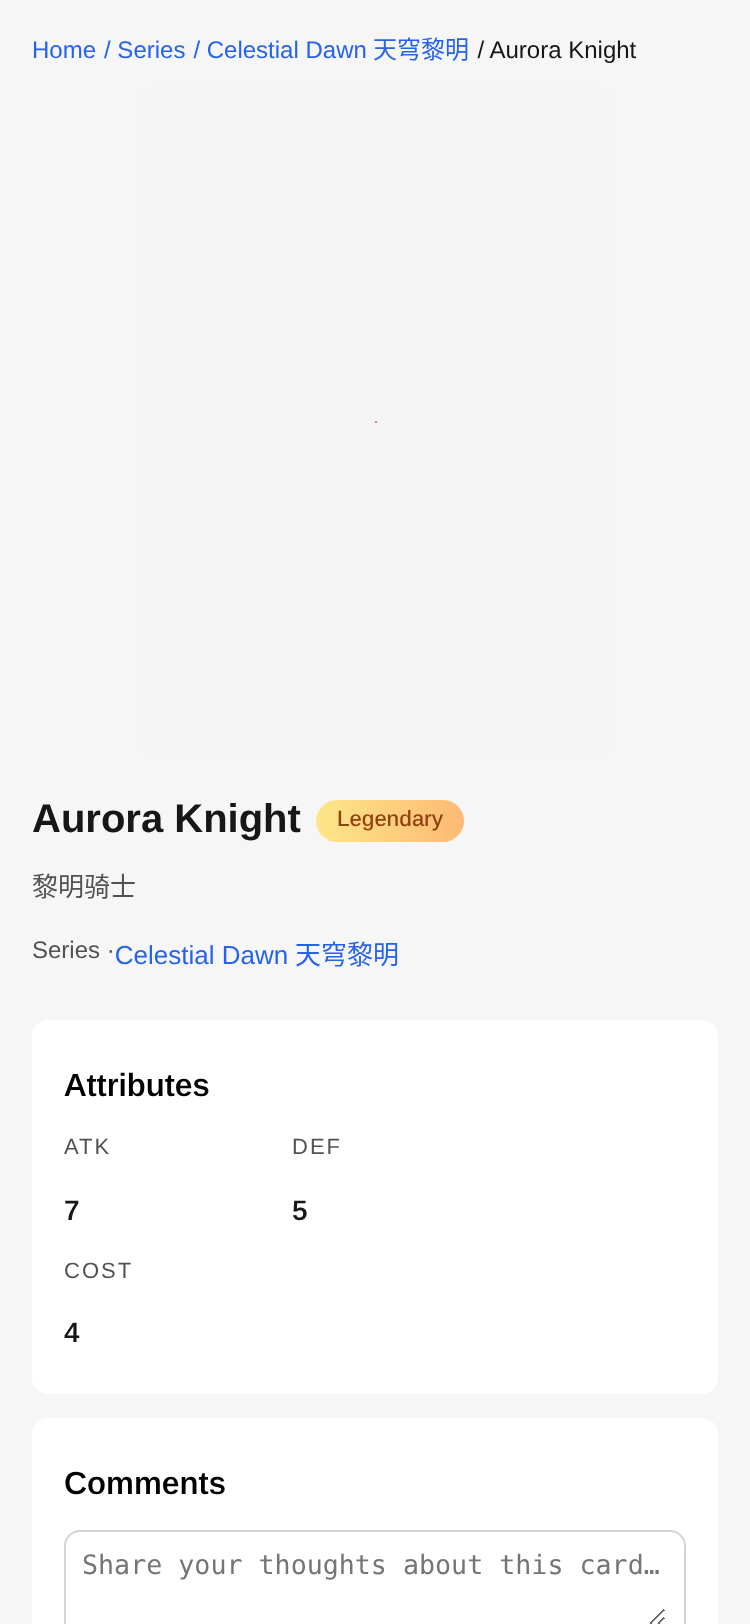 Home / Series / Celestial Dawn 天穹黎明 / Aurora Knight
Aurora Knight Legendary
黎明骑士
Series ·Celestial Dawn 天穹黎明
Attributes
ATK DEF
7 5
COST
4
Comments
Share your thoughts about this card…